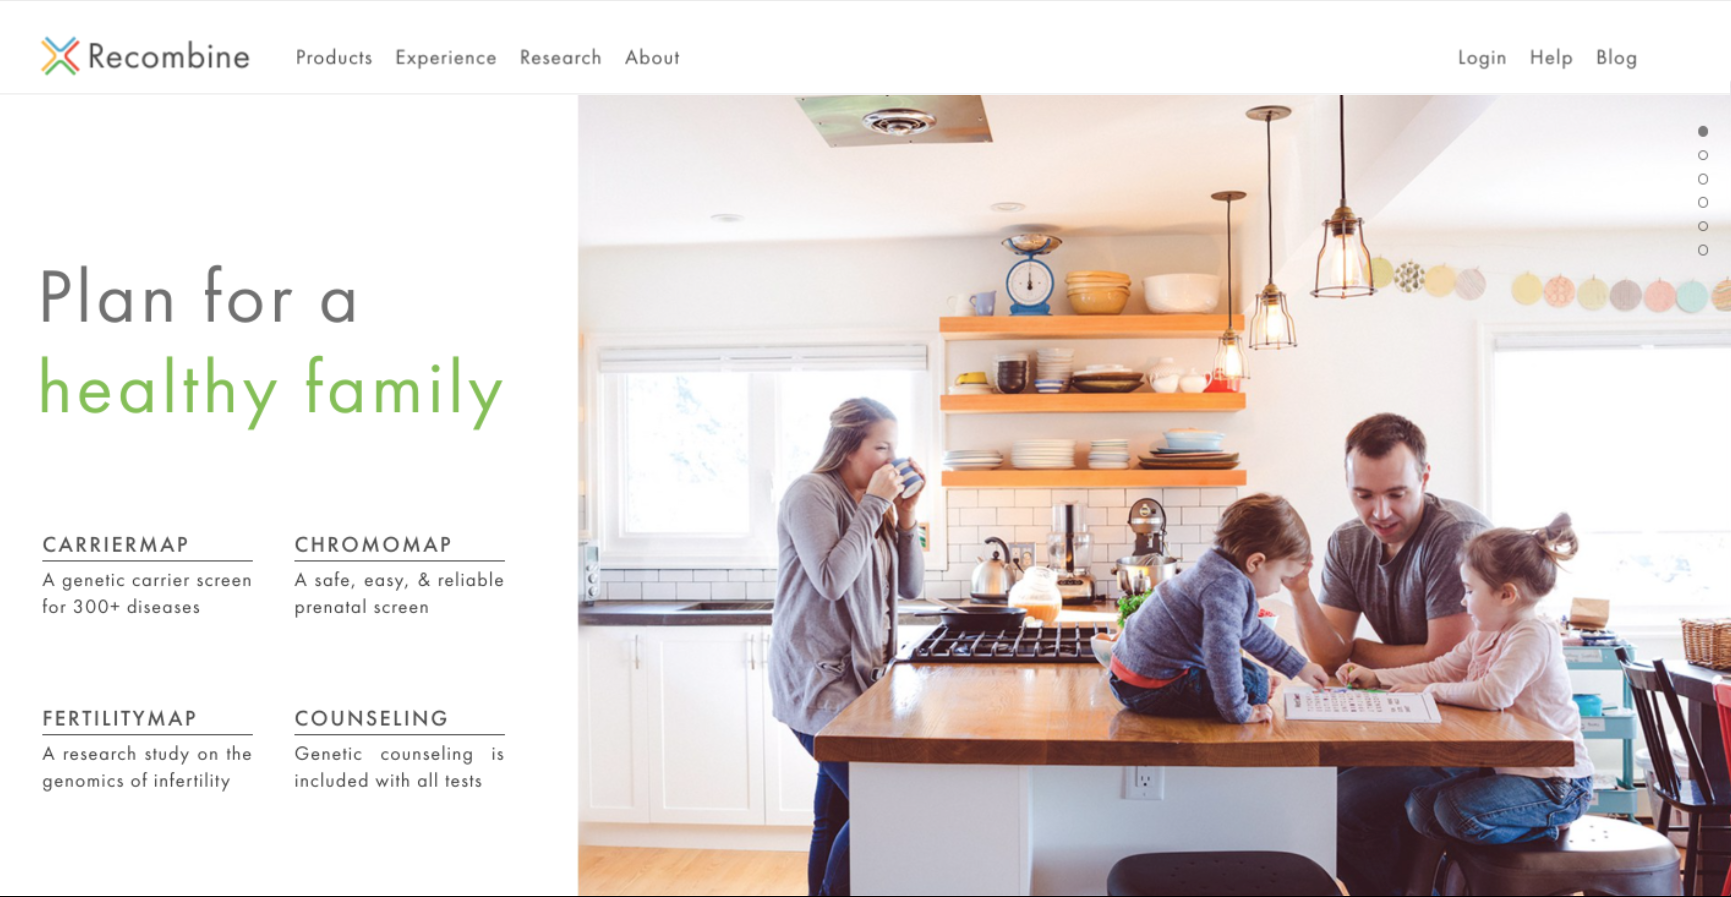 Recombine
Products Experience Research About
Login Help Blog
Plan for a
healthy family
CARRIERMAP
A genetic carrier screen
for 300+ diseases
CHROMOMAP
A safe, easy, & reliable
prenatal screen
FERTILITYMAP
A research study on the
genomics of infertility
COUNSELING
Genetic counseling is
included with all tests